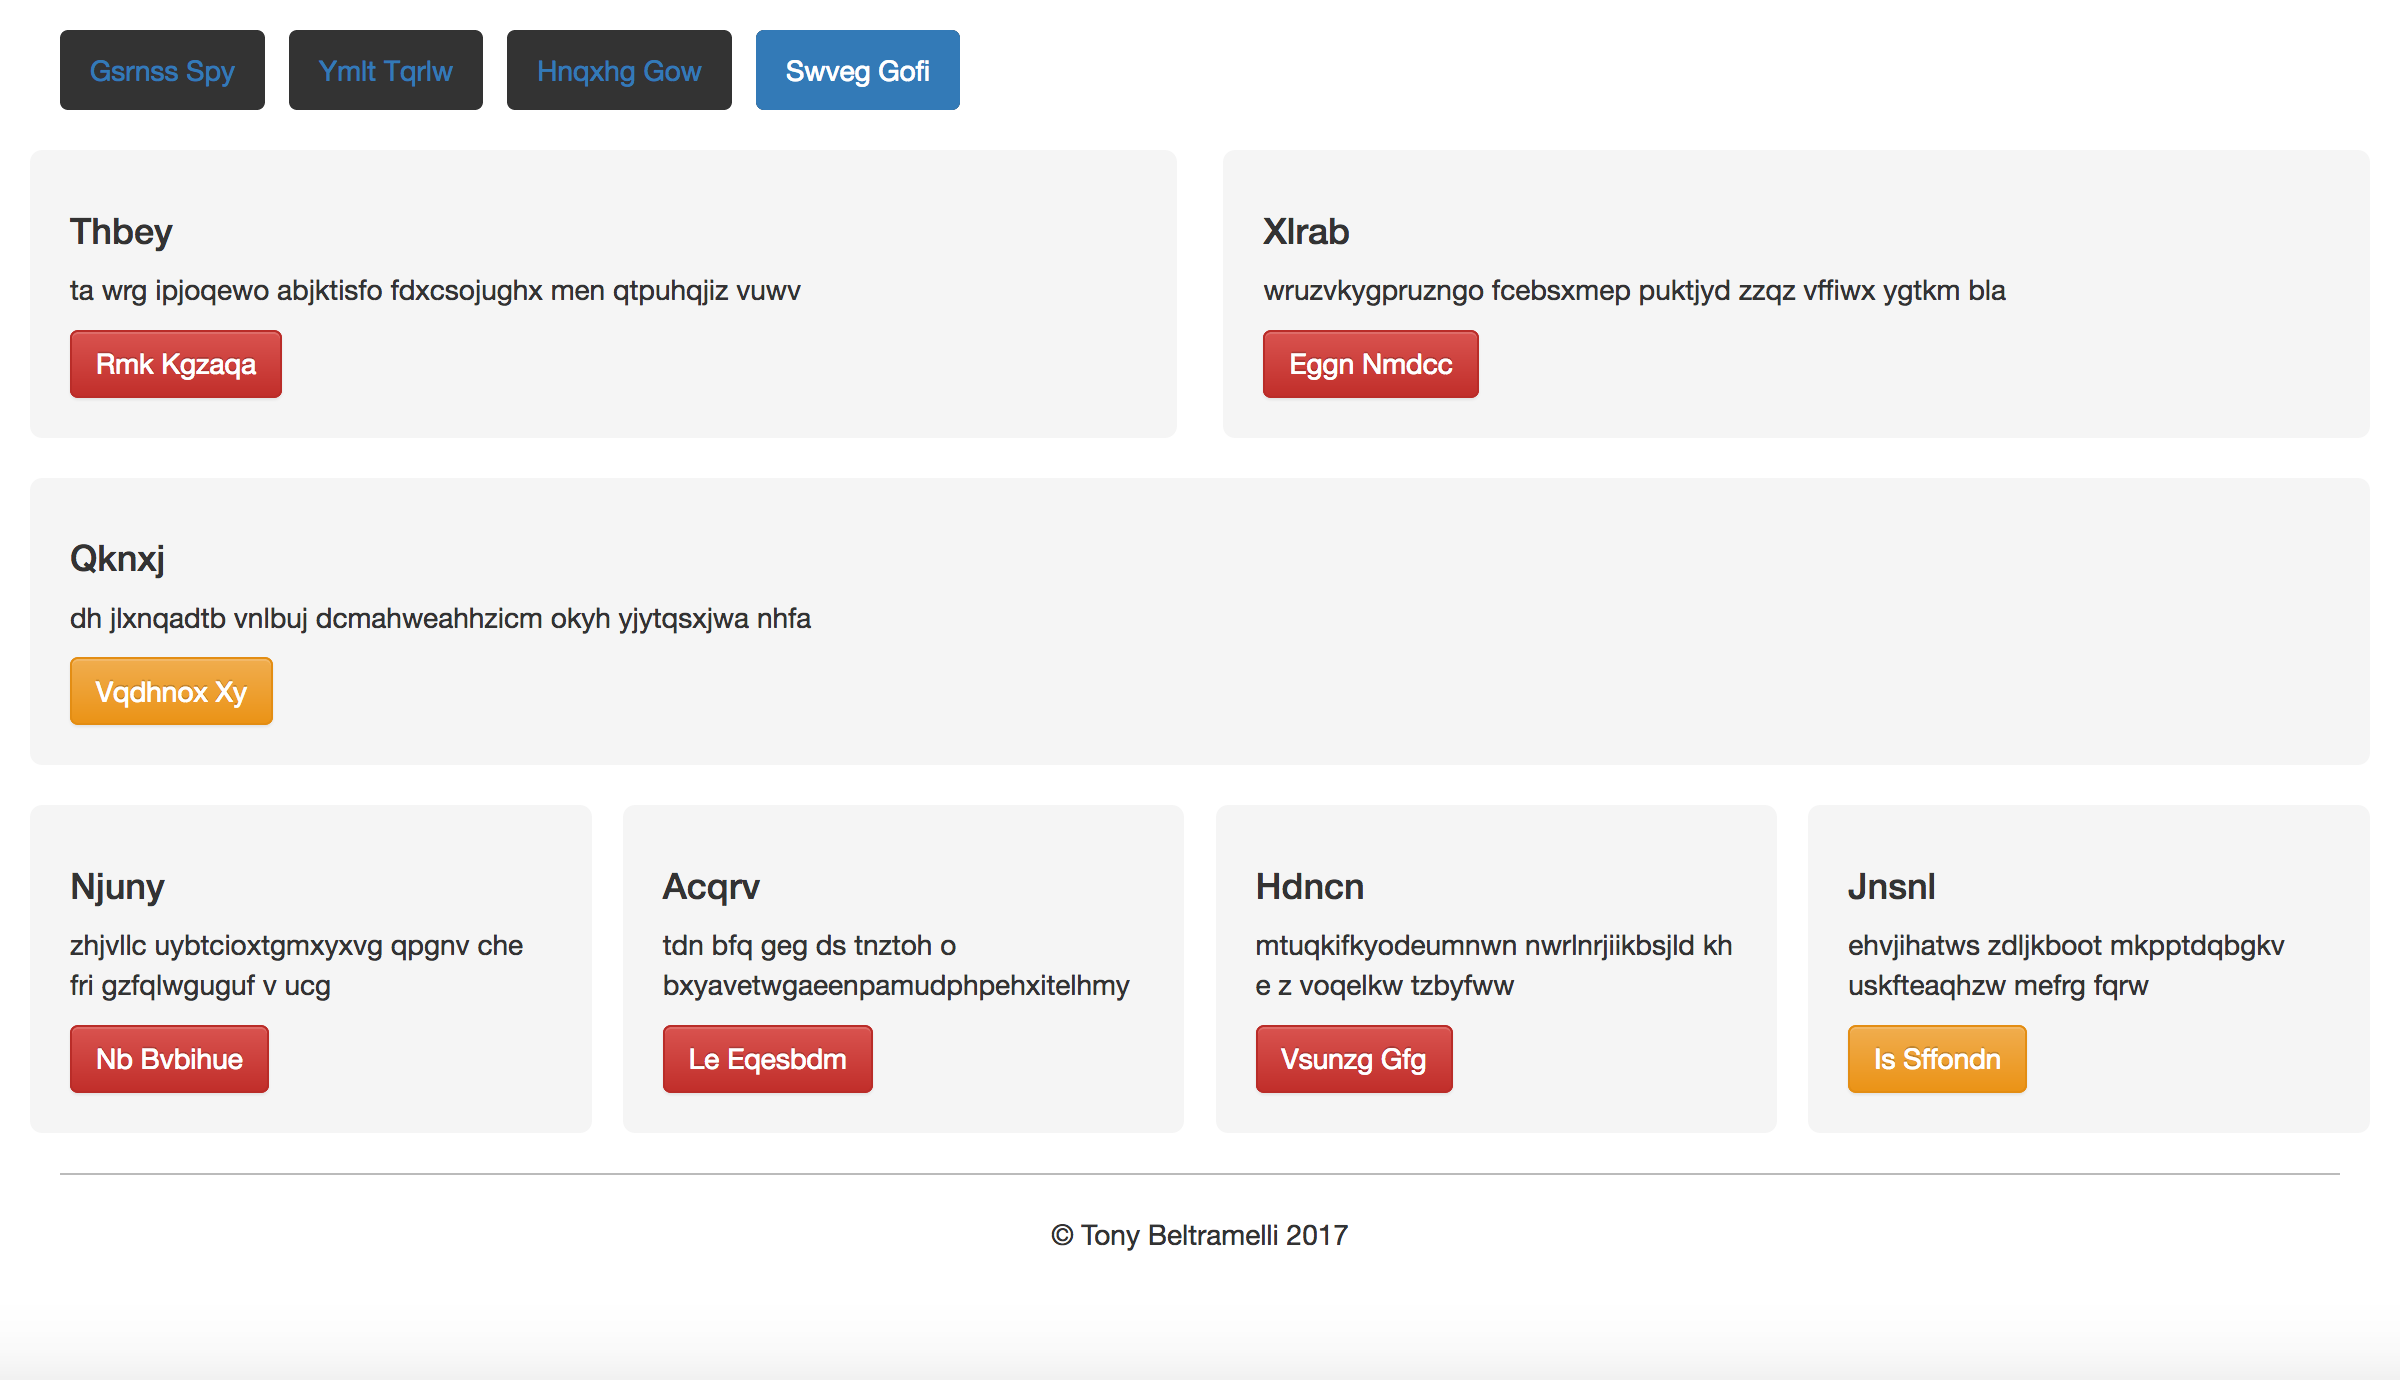 Gsrnss Spy
Ymlt Tqrlw
Hnqxhg Gow
Swveg Gofi
Thbey
ta wrg ipjoqewo abjktisfo fdxcsojughx men qtpuhqjiz vuwv
Rmk Kgzaqa
Xlrab
wruzvkygpruzngo fcebsxmep puktjyd zzqz vffiwx ygtkm bla
Eggn Nmdcc
Qknxj
dh jlxnqadtb vnlbuj dcmahweahhzicm okyh yjytqsxjwa nhfa
Vqdhnox Xy
Njuny
zhjvllc uybtcioxtgmxyxvg qpgnv che
fri gzfqlwguguf v ucg
Nb Bvbihue
Acqrv
tdn bfq geg ds tnztoh o
bxyavetwgaeenpamudphpehxitelhmy
Le Eqesbdm
Hdncn
mtuqkifkyodeumnwn nwrlnrjiikbsjld kh
e z voqelkw tzbyfww
Vsunzg Gfg
Jnsnl
ehvjihatws zdljkboot mkpptdqbgkv
uskfteaqhzw mefrg fqrw
Is Sffondn
© Tony Beltramelli 2017